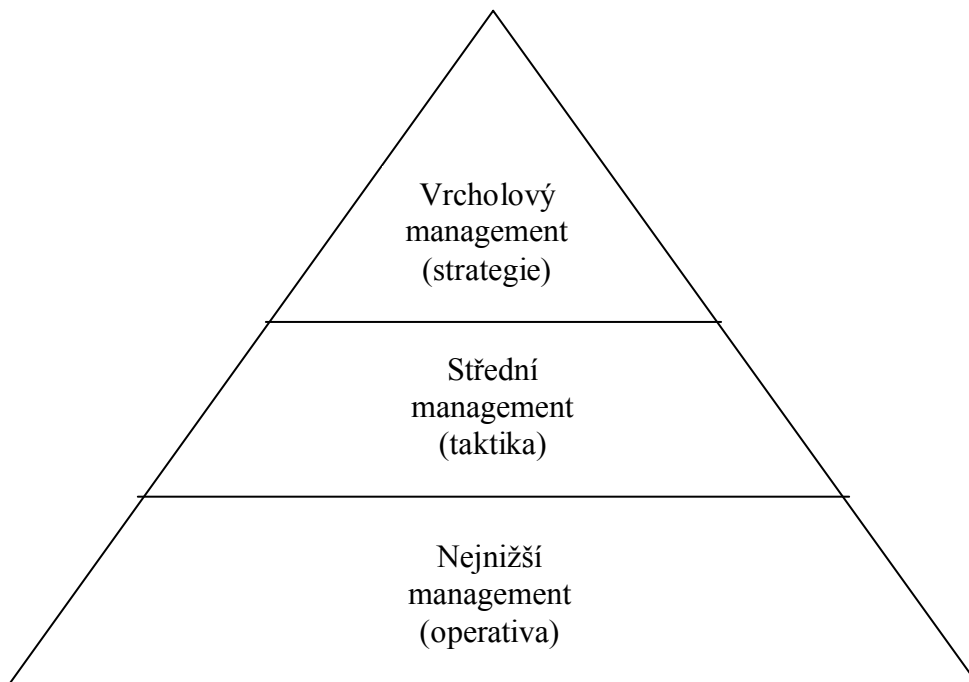 Vrcholový
management
(strategie)
Střední
management
(taktika)
Nejnižší
management
(operativa)